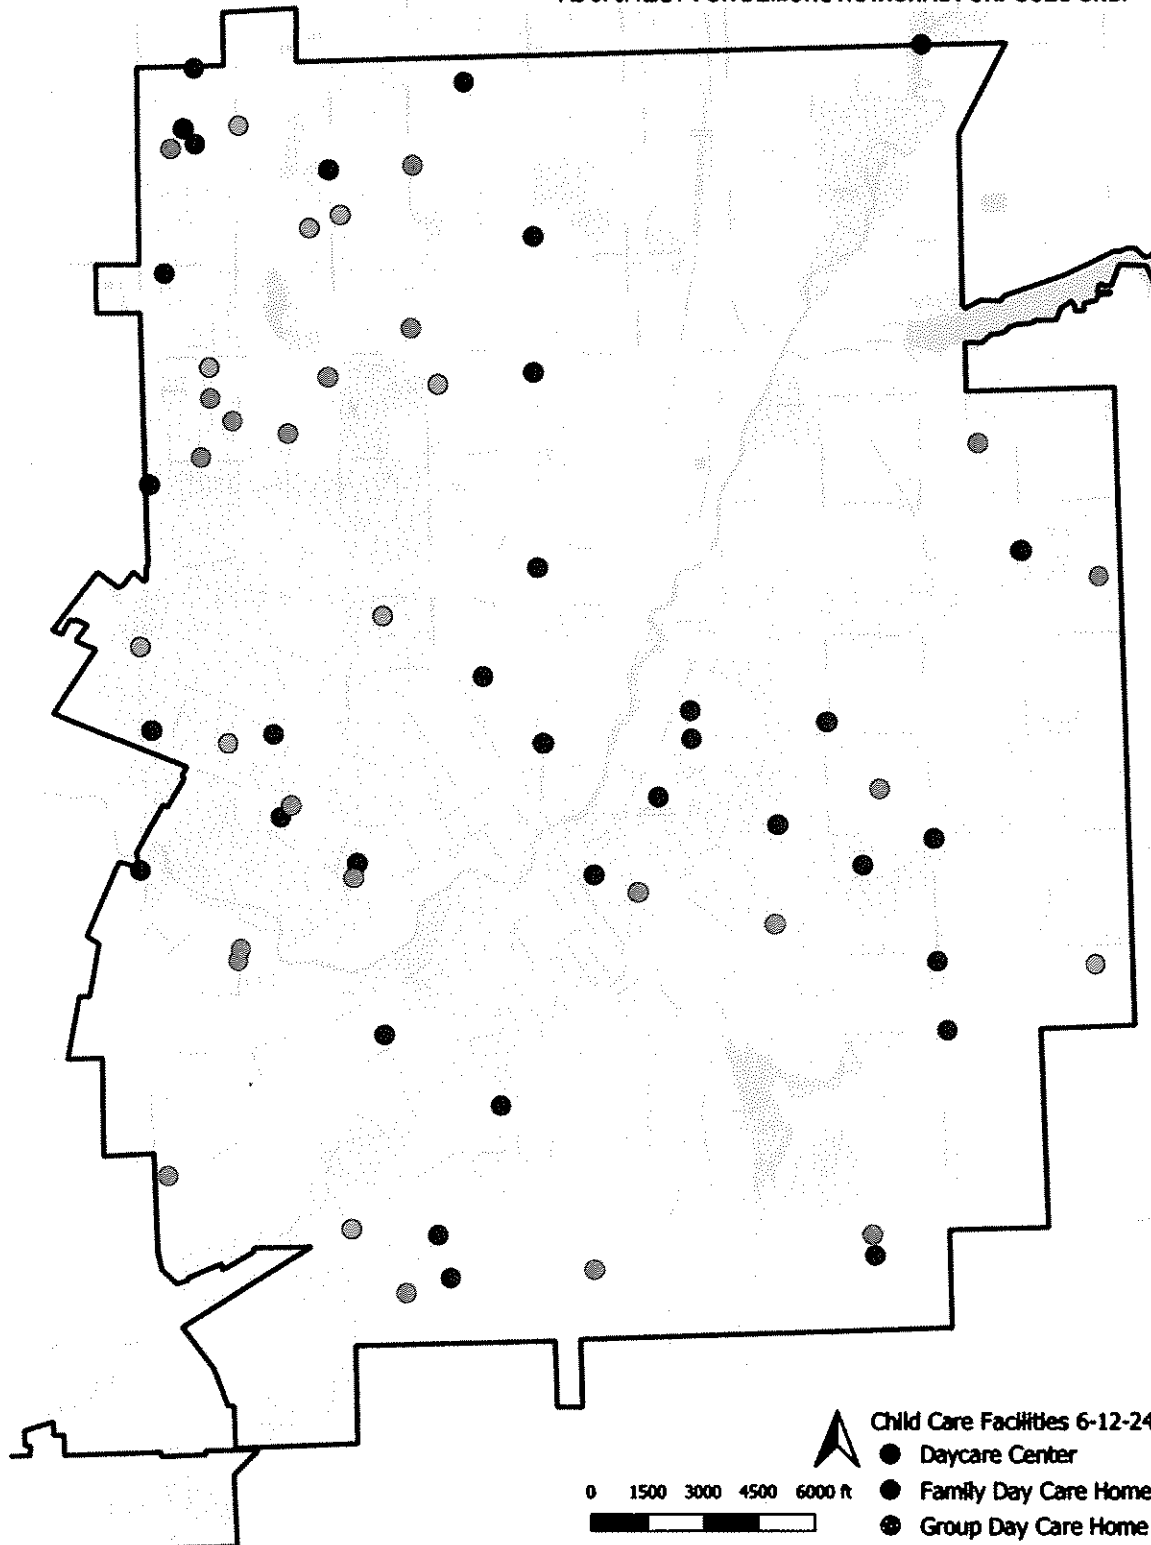 Child Care Facilities 6-12-24
Daycare Center
0 1500 3000 4500 6000 ft
Family Day Care Home
Group Day Care Home